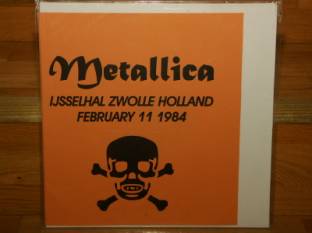 Metallica
IJSSELHAL ZWOLLE HOLLAND
FEBRUARY 11 1984